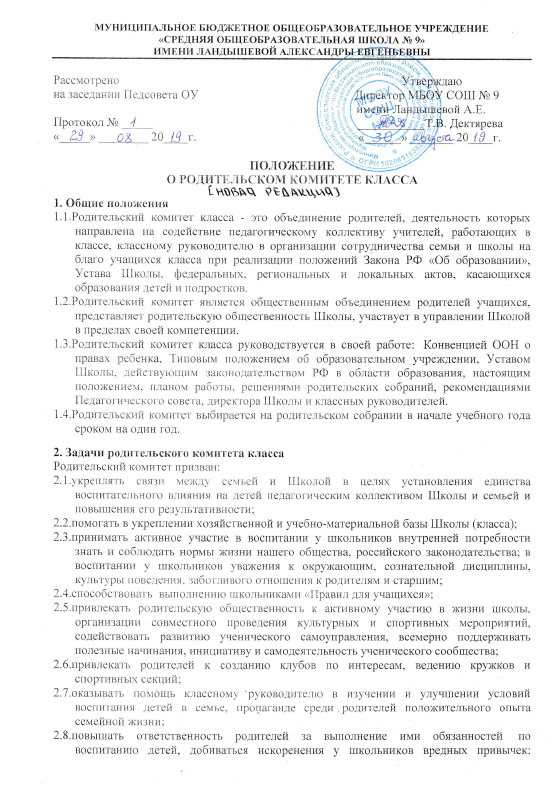 МУНИЦИПАЛЬНОЕ БЮДЖЕТНОЕ ОБЩЕОБРАЗОВАТЕЛЬНОЕ УЧРЕЖДЕНИЕ
«СРЕДНЯЯ ОБЩЕОБРАЗОВАТЕЛЬНАЯ ШКОЛА № 9»
ИМЕНИ ЛАНДЫШЕВОЙ АЛЕКСАНДРЫ ЕВГЕНЬЕВНЫ
Рассмотрено Утверждаю
на заседании Педсовета ОУ Директор МБОУ СОШ № 9
имени Ландышевой А.Е.
Протокол № 1 Т.В. Дектярева
« 29 » 08 20 19 г. « 30 » августа 20 19 г.
ПОЛОЖЕНИЕ
О РОДИТЕЛЬСКОМ КОМИТЕТЕ КЛАССА
[НОВАЯ РЕДАКЦИЯ]
1. Общие положения
1.1.Родительский комитет класса - это объединение родителей, деятельность которых
направлена на содействие педагогическому коллективу учителей, работающих в
классе, классному руководителю в организации сотрудничества семьи и школы на
благо учащихся класса при реализации положений Закона РФ «Об образовании»,
Устава Школы, федеральных, региональных и локальных актов, касающихся
образования детей и подростков.
1.2.Родительский комитет является общественным объединением родителей учащихся,
представляет родительскую общественность Школы, участвует в управлении Школой
в пределах своей компетенции.
1.3.Родительский комитет класса руководствуется в своей работе: Конвенцией ООН о
правах ребенка, Типовым положением об образовательном учреждении, Уставом
Школы, действующим законодательством РФ в области образования, настоящим
положением, планом работы, решениями родительских собраний, рекомендациями
Педагогического совета, директора Школы и классных руководителей.
1.4.Родительский комитет выбирается на родительском собрании в начале учебного года
сроком на один год.
2. Задачи родительского комитета класса
Родительский комитет призван:
2.1.укреплять связи между семьей и Школой в целях установления единства
воспитательного влияния на детей педагогическим коллективом Школы и семьей и
повышения его результативности;
2.2.помогать в укреплении хозяйственной и учебно-материальной базы Школы (класса);
2.3.принимать активное участие в воспитании у школьников внутренней потребности
знать и соблюдать нормы жизни нашего общества, российского законодательства; в
воспитании у школьников уважения к окружающим, сознательной дисциплины,
культуры поведения, заботливого отношения к родителям и старшим;
2.4.способствовать выполнению школьниками «Правил для учащихся»;
2.5.привлекать родительскую общественность к активному участию в жизни школы,
организации совместного проведения культурных и спортивных мероприятий,
содействовать развитию ученического самоуправления, всемерно поддерживать
полезные начинания, инициативу и самодеятельность ученического сообщества;
2.6.привлекать родителей к созданию клубов по интересам, ведению кружков и
спортивных секций;
2.7.оказывать помощь классному руководителю в изучении и улучшении условий
воспитания детей в семье, пропаганде среди родителей положительного опыта
семейной жизни;
2.8.повышать ответственность родителей за выполнение ими обязанностей по
воспитанию детей, добиваться искоренения у школьников вредных привычек: